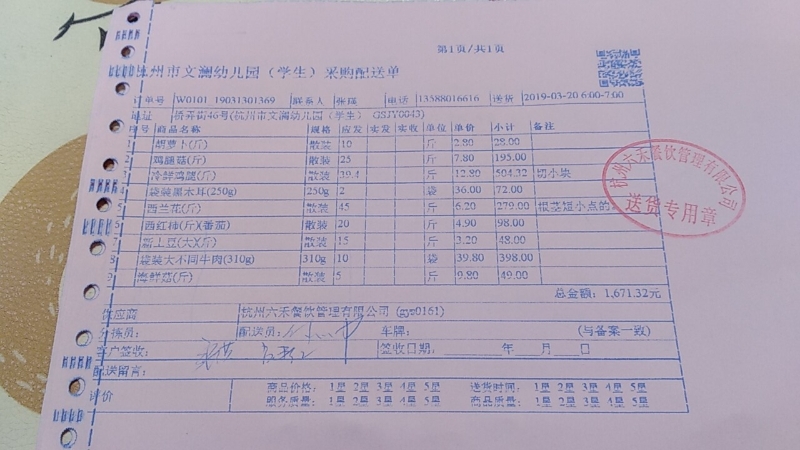 第1页/共1页
杭州市文澜幼儿园（学生）采购配送单
单号 W0101_19031301369 联系人 张瑛 电话 13588016616 送货 2019-03-20 6:00-7:00
地址 桥弄街46号(杭州市文澜幼儿园（学生） GSJY0043)
序号 商品名称 规格 应发 实发 实收 单位 单价 小计 备注
1 胡萝卜(斤) 散装 10 斤 2.80 28.00
2 鸡腿菇(斤) 散装 25 斤 7.80 195.00
3 冷鲜鸡腿(斤) 散装 39.4 斤 12.80 504.32 切小块
4 袋装黑木耳(250g) 250g 2 袋 36.00 72.00
5 西兰花(斤) 散装 45 斤 6.20 279.00 根茎短小点的
6 西红柿(斤)(番茄) 散装 20 斤 4.90 98.00
7 新土豆(大)(斤) 散装 15 斤 3.20 48.00
8 袋装大不同牛肉(310g) 310g 10 袋 39.80 398.00
9 海鲜菇(斤) 散装 5 斤 9.80 49.00
总金额：1,671.32元
供应商 杭州六禾餐饮管理有限公司 (gys0161)
分拣员： 配送员： 车牌： (与备案一致)
客户签收： 签收日期： 年 月 日
配送留言：
评价 商品价格： 1星 2星 3星 4星 5星 送货时间： 1星 2星 3星 4星 5星
服务质量： 1星 2星 3星 4星 5星 商品质量： 1星 2星 3星 4星 5星
杭州六禾餐饮管理有限公司
送货专用章